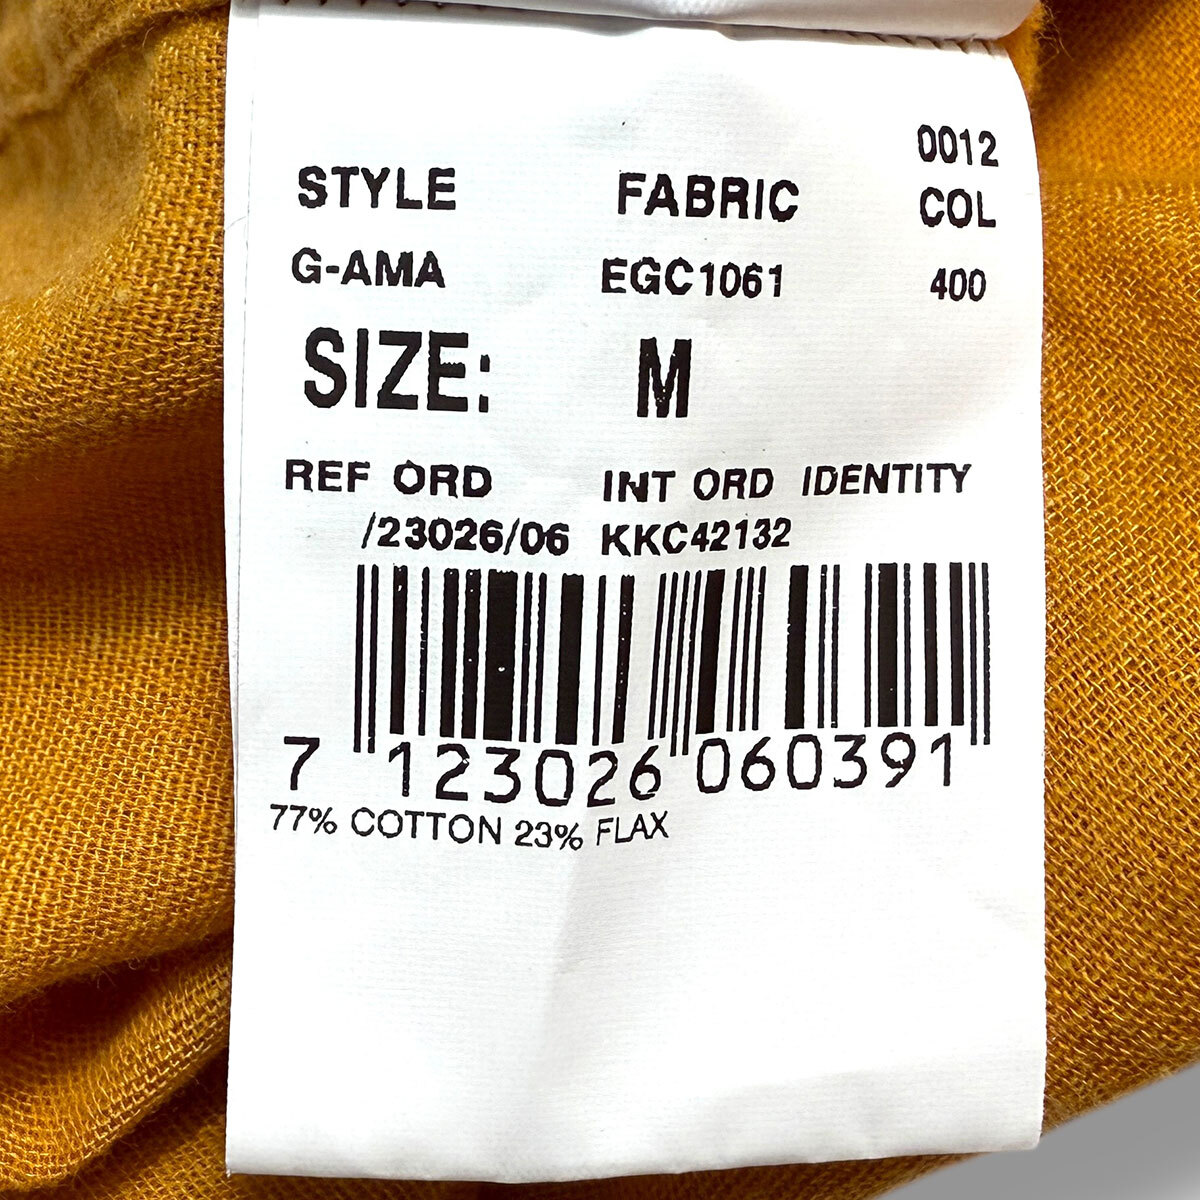 0012
STYLE FABRIC COL
G-AMA EGC1061 400
SIZE: M
REF ORD INT ORD IDENTITY
/23026/06 KKC42132
7 123026 060391
77% COTTON 23% FLAX